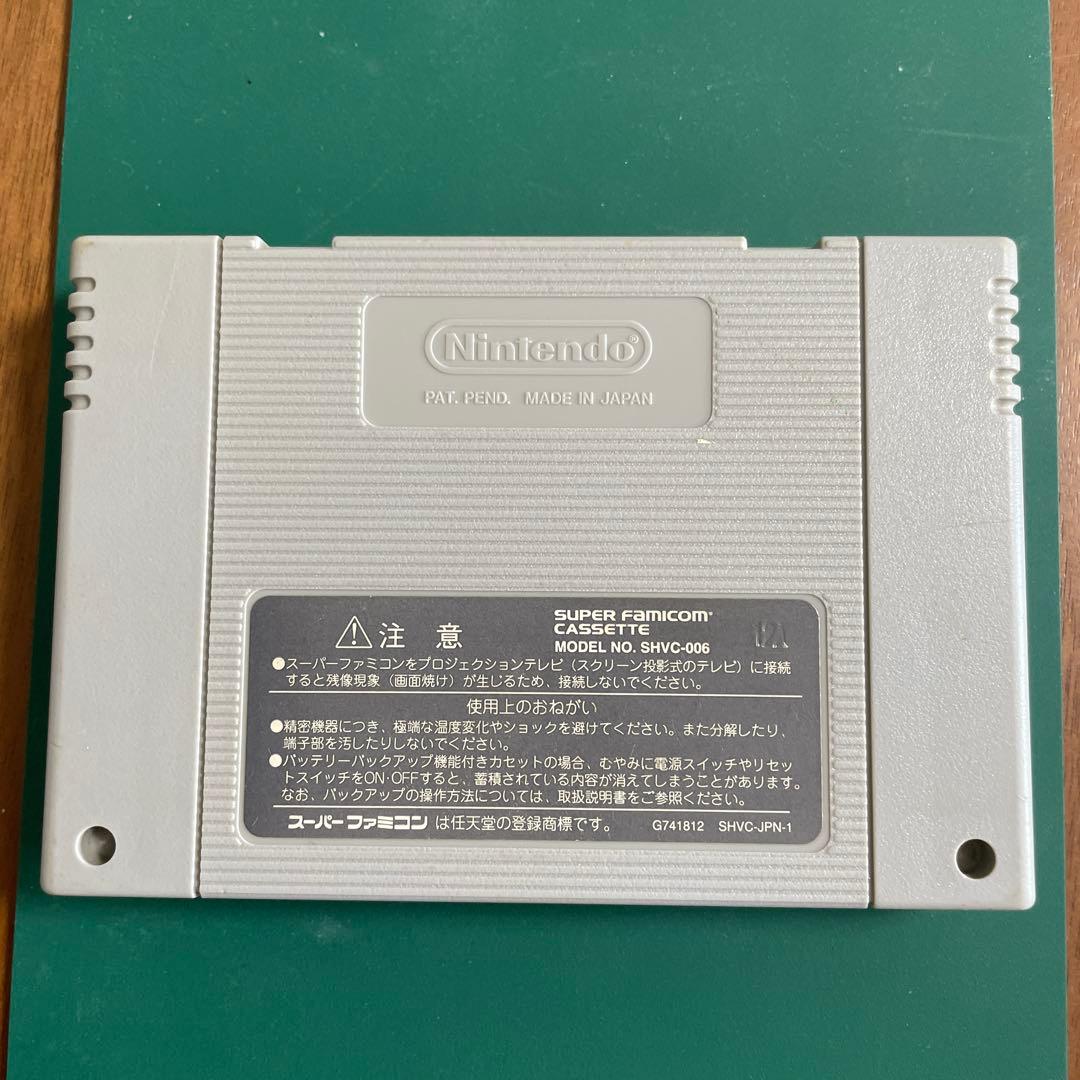 Nintendo®
PAT. PEND. MADE IN JAPAN
⚠注 意
SUPER FAMICOM®
CASSETTE
MODEL NO. SHVC-006
●スーパーファミコンをプロジェクションテレビ(スクリーン投影式のテレビ)に接続
すると残像現象(画面焼け)が生じるため、接続しないでください。
使用上のおねがい
●精密機器につき、極端な温度変化やショックを避けてください。また分解したり、
端子部を汚したりしないでください。
●バッテリーバックアップ機能付きカセットの場合、むやみに電源スイッチやリセッ
トスイッチをON・OFFすると、蓄積されている内容が消えてしまうことがあります。
なお、バックアップの操作方法については、取扱説明書をご参照ください。
スーパーファミコン は任天堂の登録商標です。
G741812 SHVC-JPN-1